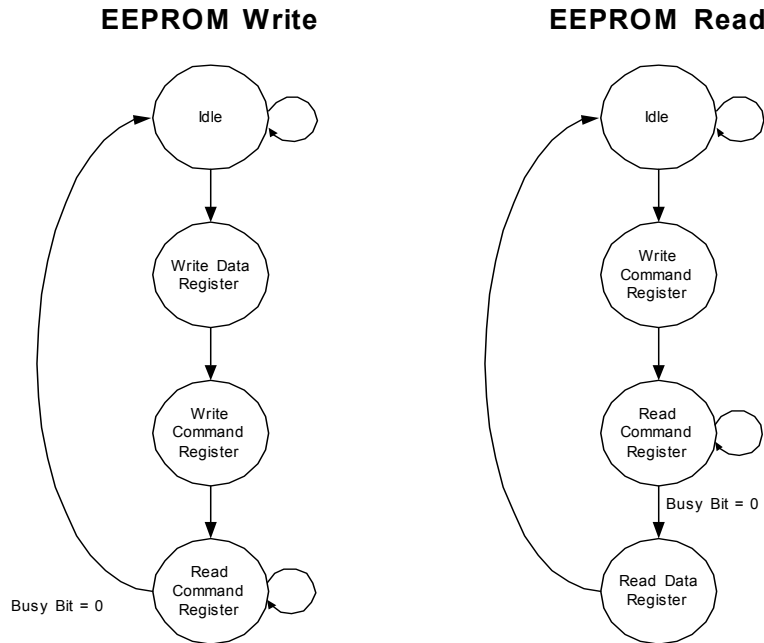 EEPROM Write
Idle
Write Data
Register
Write
Command
Register
Read
Command
Register
Busy Bit = 0
EEPROM Read
Idle
Write
Command
Register
Read
Command
Register
Busy Bit = 0
Read Data
Register